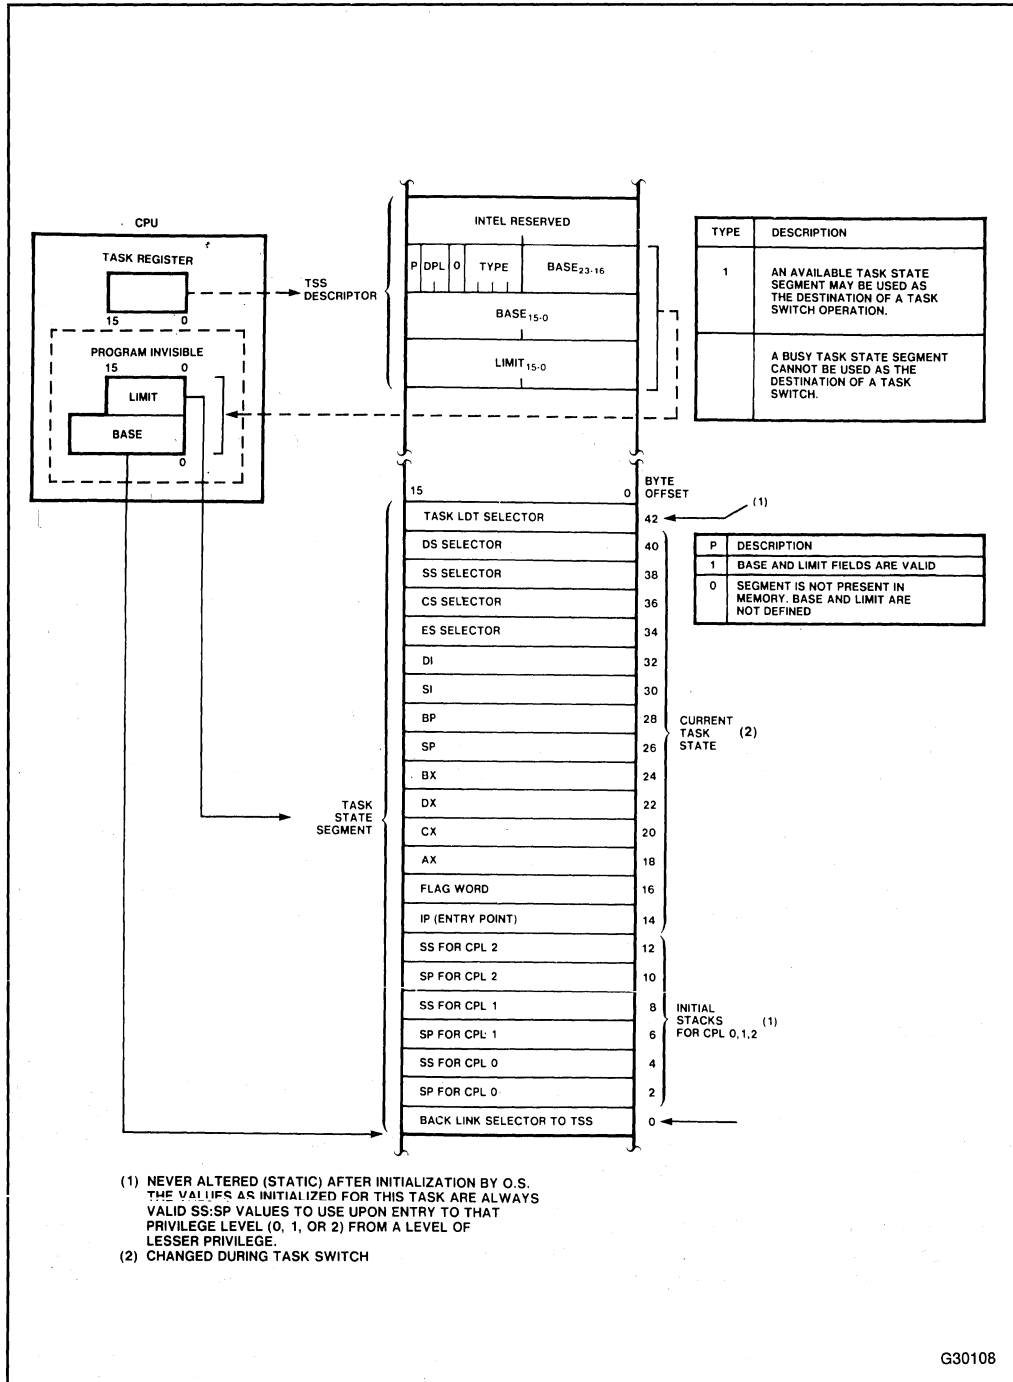 CPU
TASK REGISTER
15 0
PROGRAM INVISIBLE
15 0
LIMIT
BASE
0
TSS
DESCRIPTOR
INTEL RESERVED
P DPL 0 TYPE BASE23-16
BASE15-0
LIMIT15-0
TYPE DESCRIPTION
1 AN AVAILABLE TASK STATE
SEGMENT MAY BE USED AS
THE DESTINATION OF A TASK
SWITCH OPERATION.
A BUSY TASK STATE SEGMENT
CANNOT BE USED AS THE
DESTINATION OF A TASK
SWITCH.
15 0
BYTE
OFFSET
TASK LDT SELECTOR 42 (1)
DS SELECTOR 40
SS SELECTOR 38
CS SELECTOR 36
ES SELECTOR 34
DI 32
SI 30
BP 28
SP 26
BX 24
DX 22
CX 20
AX 18
FLAG WORD 16
IP (ENTRY POINT) 14
SS FOR CPL 2 12
SP FOR CPL 2 10
SS FOR CPL 1 8
SP FOR CPL 1 6
SS FOR CPL 0 4
SP FOR CPL 0 2
BACK LINK SELECTOR TO TSS 0
TASK
STATE
SEGMENT
P DESCRIPTION
1 BASE AND LIMIT FIELDS ARE VALID
0 SEGMENT IS NOT PRESENT IN
MEMORY. BASE AND LIMIT ARE
NOT DEFINED
CURRENT
TASK (2)
STATE
INITIAL
STACKS (1)
FOR CPL 0,1,2
(1) NEVER ALTERED (STATIC) AFTER INITIALIZATION BY O.S.
THE VALUES AS INITIALIZED FOR THIS TASK ARE ALWAYS
VALID SS:SP VALUES TO USE UPON ENTRY TO THAT
PRIVILEGE LEVEL (0, 1, OR 2) FROM A LEVEL OF
LESSER PRIVILEGE.
(2) CHANGED DURING TASK SWITCH
G30108